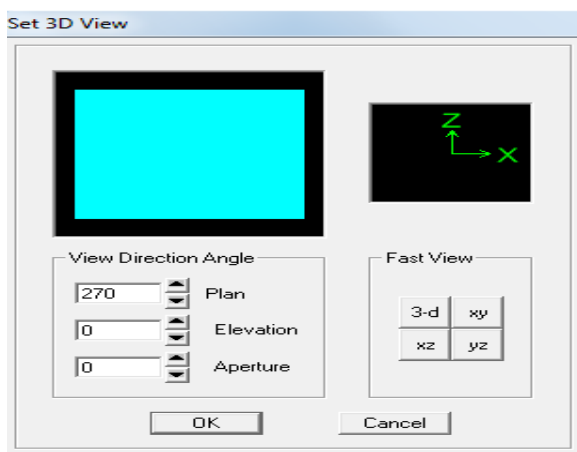 Set 3D View
Z
X
View Direction Angle
270 Plan
0 Elevation
0 Aperture
Fast View
3-d xy
xz yz
OK Cancel